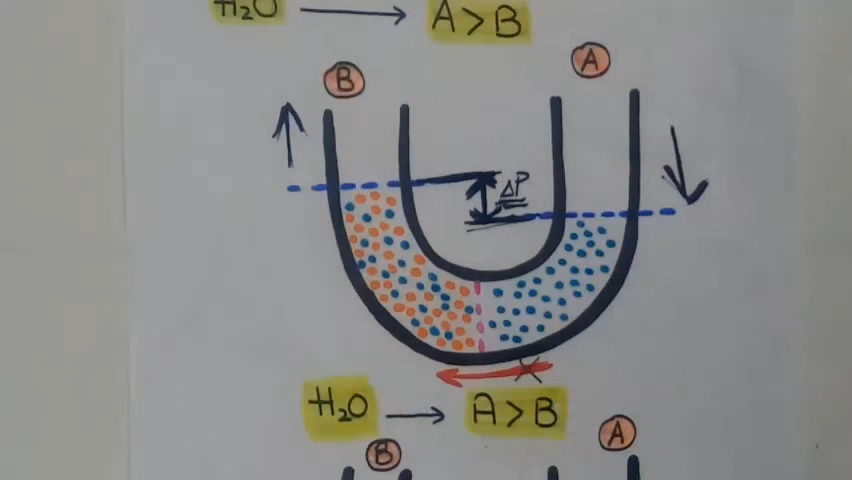 H₂O → A > B
B A
ΔP
H₂O → A > B
A
B